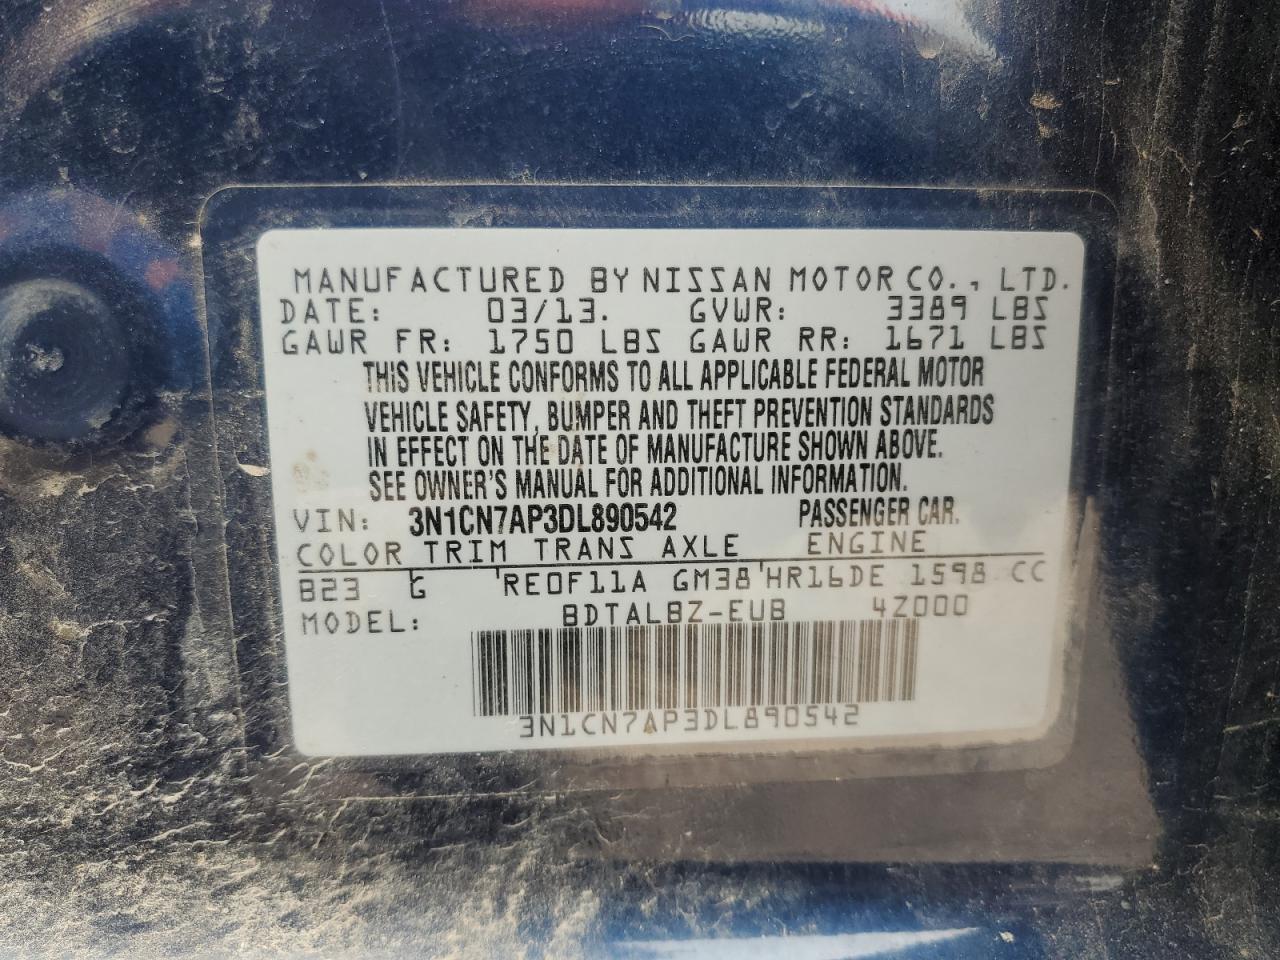 MANUFACTURED BY NISSAN MOTOR CO., LTD.
DATE: 03/13. GVWR: 3389 LBS
GAWR FR: 1750 LBS GAWR RR: 1671 LBS
THIS VEHICLE CONFORMS TO ALL APPLICABLE FEDERAL MOTOR
VEHICLE SAFETY, BUMPER AND THEFT PREVENTION STANDARDS
IN EFFECT ON THE DATE OF MANUFACTURE SHOWN ABOVE.
SEE OWNER'S MANUAL FOR ADDITIONAL INFORMATION.
VIN: 3N1CN7AP3DL890542 PASSENGER CAR.
COLOR TRIM TRANS AXLE ENGINE
B23 G RE0F11A GM38 HR16DE 1598 CC
MODEL: BDTALBZ-EUB 4Z000
3N1CN7AP3DL890542